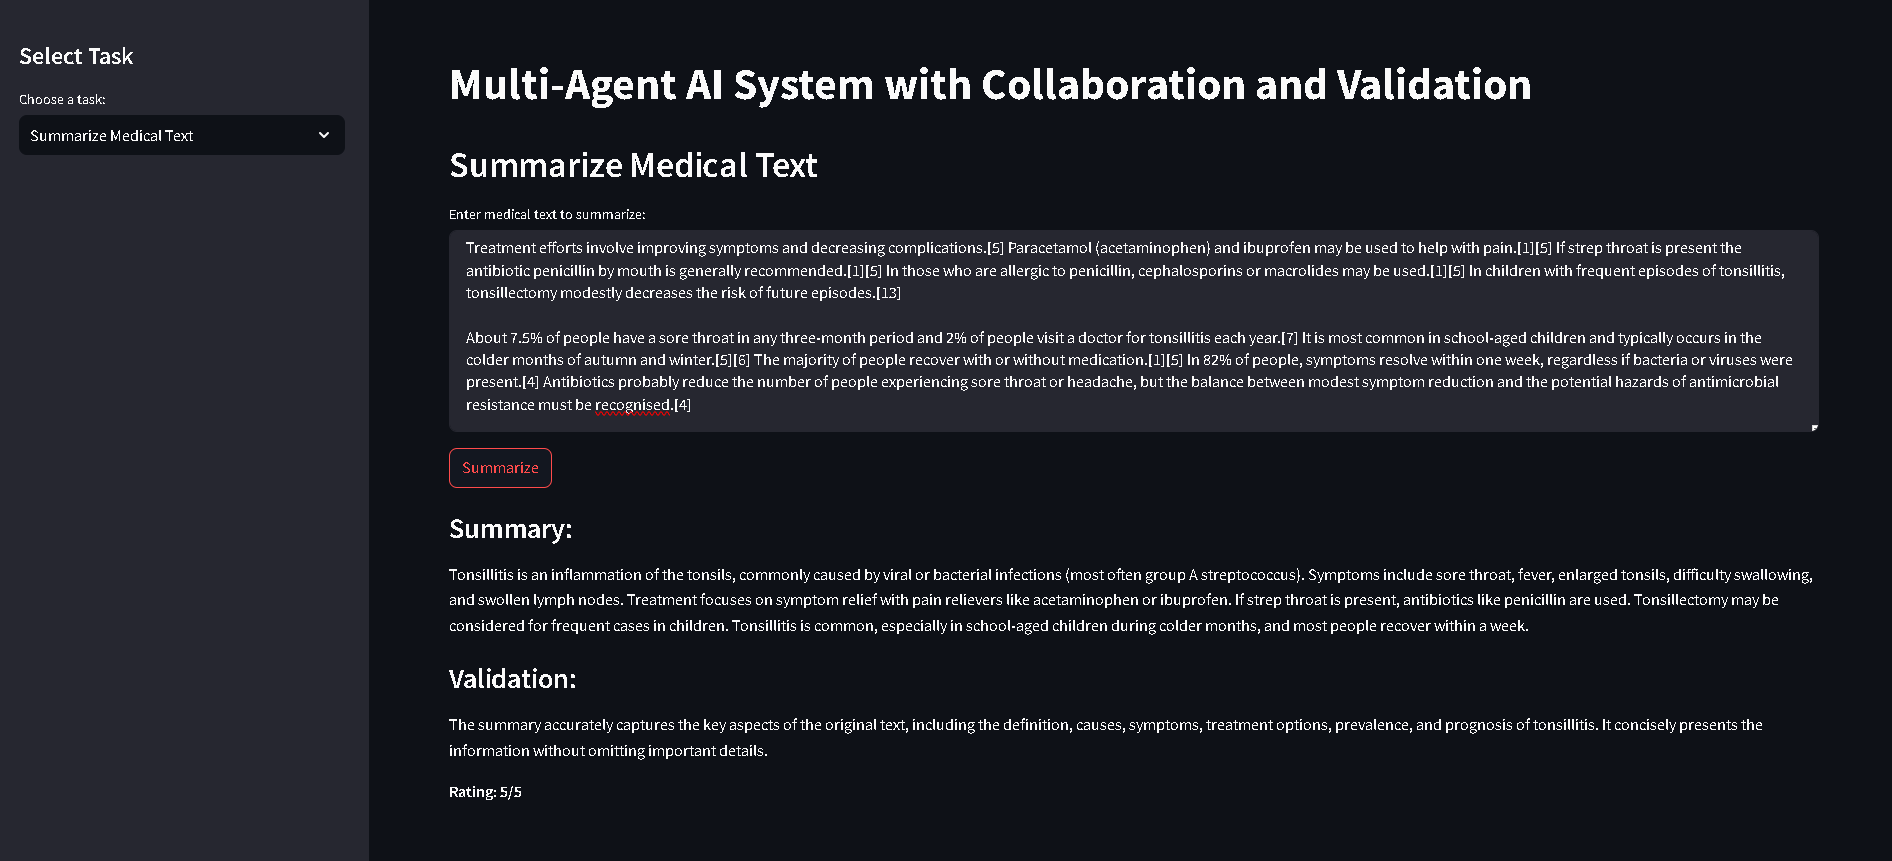 Select Task
Choose a task:
Summarize Medical Text
Multi-Agent AI System with Collaboration and Validation
Summarize Medical Text
Enter medical text to summarize:
Treatment efforts involve improving symptoms and decreasing complications.[5] Paracetamol (acetaminophen) and ibuprofen may be used to help with pain.[1][5] If strep throat is present the
antibiotic penicillin by mouth is generally recommended.[1][5] In those who are allergic to penicillin, cephalosporins or macrolides may be used.[1][5] In children with frequent episodes of tonsillitis,
tonsillectomy modestly decreases the risk of future episodes.[13]
About 7.5% of people have a sore throat in any three-month period and 2% of people visit a doctor for tonsillitis each year.[7] It is most common in school-aged children and typically occurs in the
colder months of autumn and winter.[5][6] The majority of people recover with or without medication.[1][5] In 82% of people, symptoms resolve within one week, regardless if bacteria or viruses were
present.[4] Antibiotics probably reduce the number of people experiencing sore throat or headache, but the balance between modest symptom reduction and the potential hazards of antimicrobial
resistance must be recognised.[4]
Summarize
Summary:
Tonsillitis is an inflammation of the tonsils, commonly caused by viral or bacterial infections (most often group A streptococcus). Symptoms include sore throat, fever, enlarged tonsils, difficulty swallowing,
and swollen lymph nodes. Treatment focuses on symptom relief with pain relievers like acetaminophen or ibuprofen. If strep throat is present, antibiotics like penicillin are used. Tonsillectomy may be
considered for frequent cases in children. Tonsillitis is common, especially in school-aged children during colder months, and most people recover within a week.
Validation:
The summary accurately captures the key aspects of the original text, including the definition, causes, symptoms, treatment options, prevalence, and prognosis of tonsillitis. It concisely presents the
information without omitting important details.
Rating: 5/5